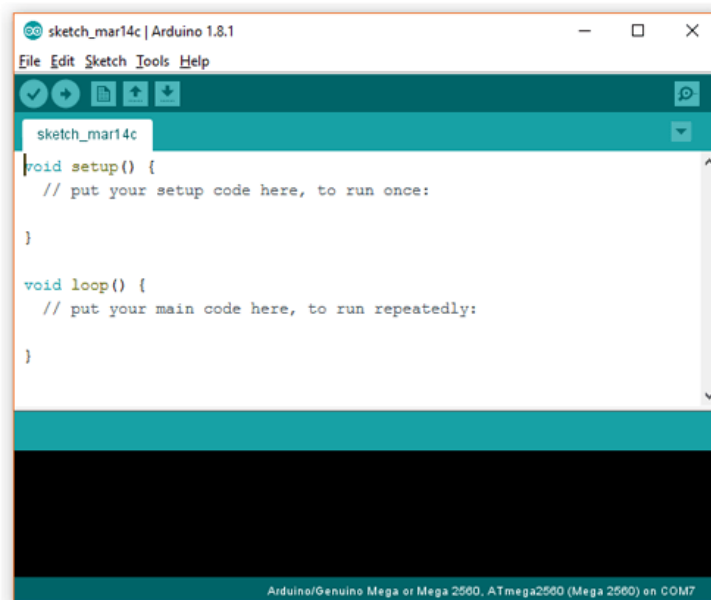 sketch_mar14c | Arduino 1.8.1
File Edit Sketch Tools Help
sketch_mar14c
void setup() {
  // put your setup code here, to run once:
}
void loop() {
  // put your main code here, to run repeatedly:
}
Arduino/Genuino Mega or Mega 2560, ATmega2560 (Mega 2560) on COM7